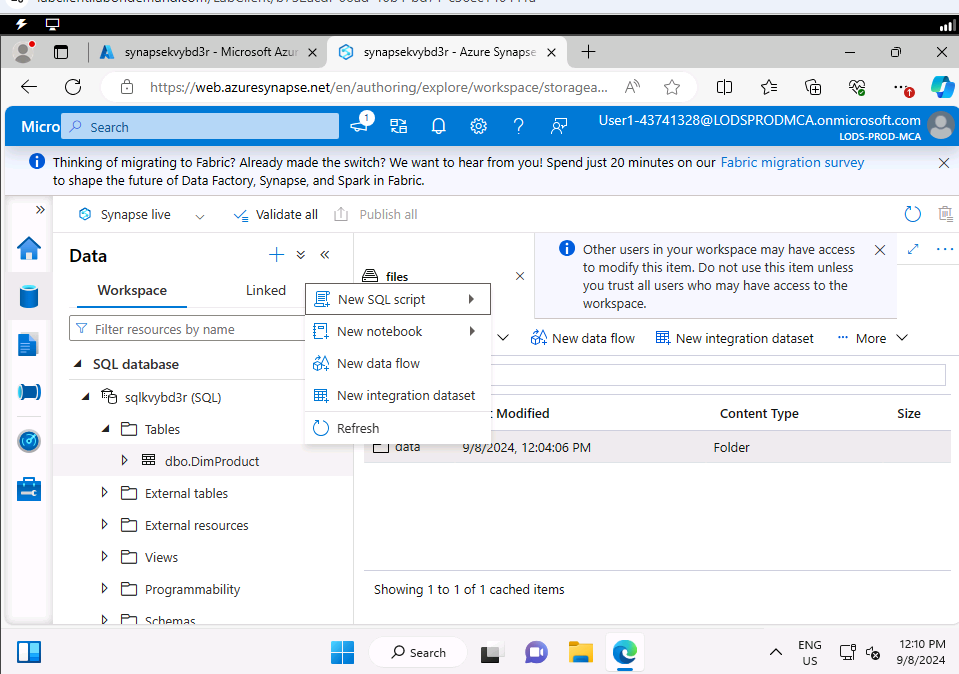 synapsekvybd3r - Microsoft Azur
synapsekvybd3r - Azure Synapse
https://web.azuresynapse.net/en/authoring/explore/workspace/storagea...
Micro
Search
1
User1-43741328@LODSPRODMCA.onmicrosoft.com
LODS-PROD-MCA
Thinking of migrating to Fabric? Already made the switch? We want to hear from you! Spend just 20 minutes on our Fabric migration survey
to shape the future of Data Factory, Synapse, and Spark in Fabric.
Synapse live
Validate all
Publish all
Data
Workspace
Linked
Filter resources by name
SQL database
sqlkvybd3r (SQL)
Tables
dbo.DimProduct
External tables
External resources
Views
Programmability
Schemas
files
Other users in your workspace may have access
to modify this item. Do not use this item unless
you trust all users who may have access to the
workspace.
New SQL script
New notebook
New data flow
New integration dataset
Refresh
New data flow
New integration dataset
More
Modified
Content Type
Size
data
9/8/2024, 12:04:06 PM
Folder
Showing 1 to 1 of 1 cached items
Search
ENG
US
12:10 PM
9/8/2024